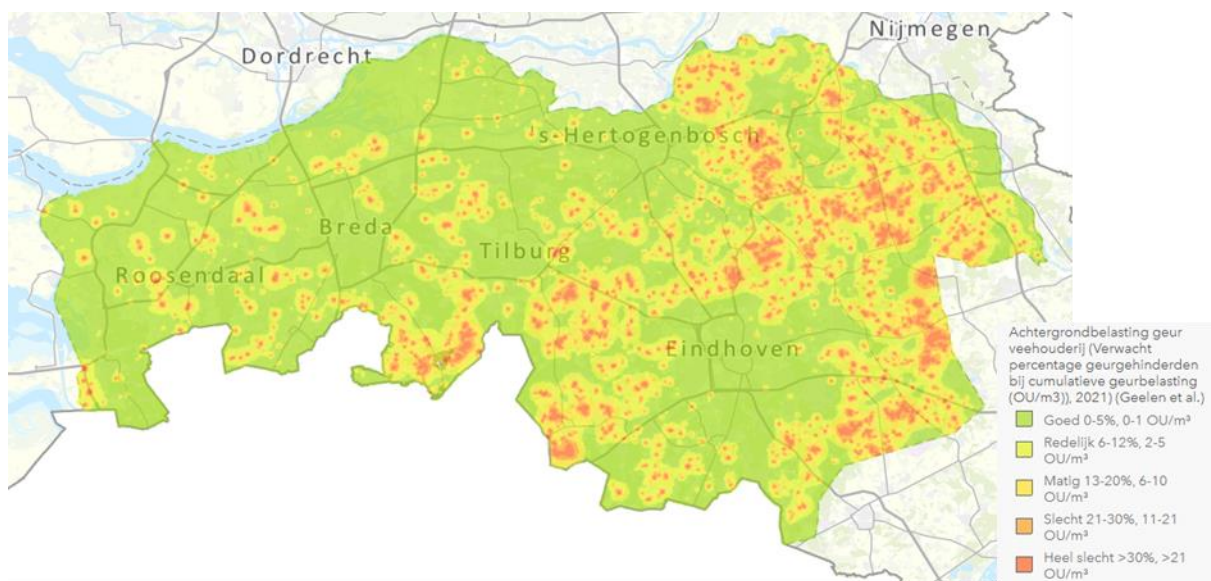 Dordrecht
Nijmegen
's-Hertogenbosch
Breda
Tilburg
Roosendaal
Eindhoven
Achtergrondbelasting geur
veehouderij (Verwacht
percentage geurgehinderden
bij cumulatieve geurbelasting
(OU/m3)), 2021) (Geelen et al.)
Goed 0-5%, 0-1 OU/m³
Redelijk 6-12%, 2-5
OU/m³
Matig 13-20%, 6-10
OU/m³
Slecht 21-30%, 11-21
OU/m³
Heel slecht >30%, >21
OU/m³